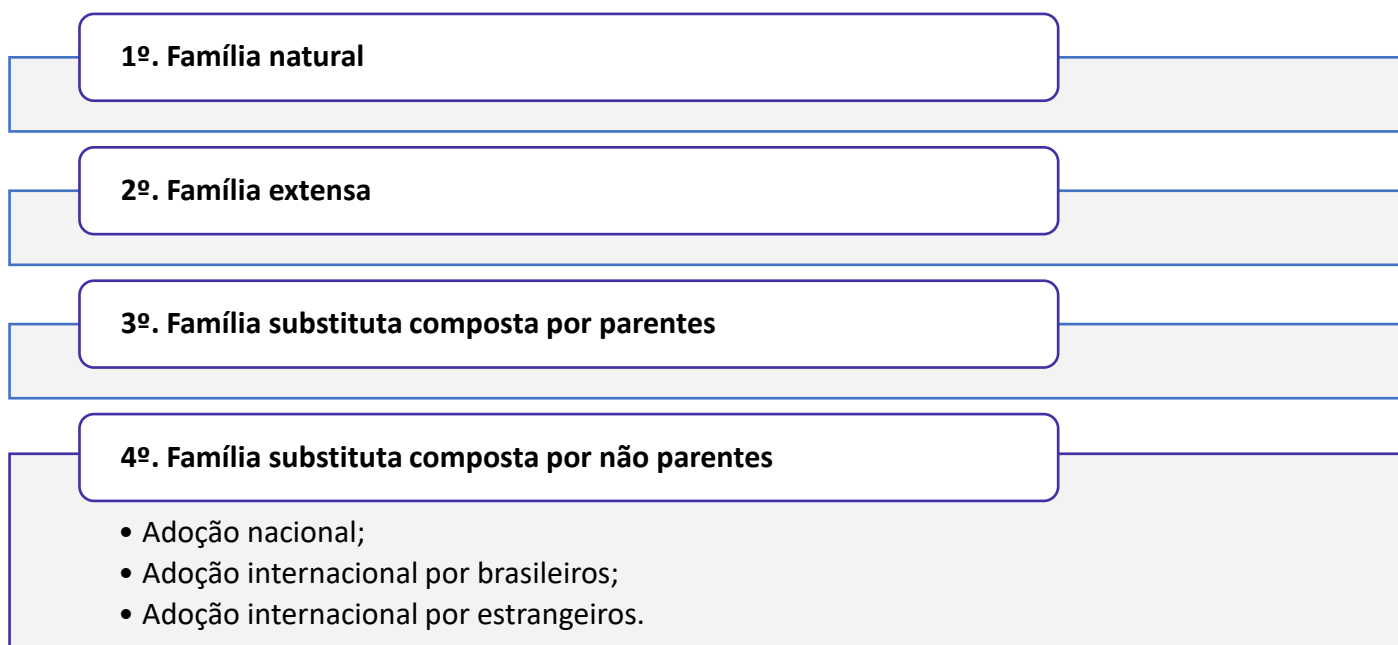 1º. Família natural
2º. Família extensa
3º. Família substituta composta por parentes
4º. Família substituta composta por não parentes
• Adoção nacional;
• Adoção internacional por brasileiros;
• Adoção internacional por estrangeiros.